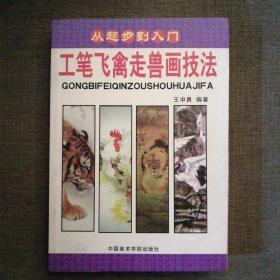 从起步到入门
工笔飞禽走兽画技法
GONGBIFEIQINZOUSHOUHUAJIFA
王申勇 编著
中国美术学院出版社